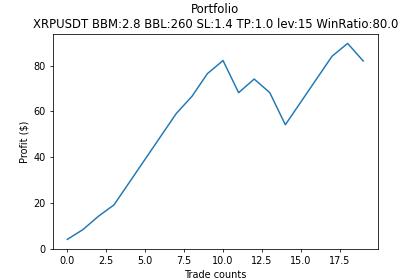 Portfolio
XRPUSDT BBM:2.8 BBL:260 SL:1.4 TP:1.0 lev:15 WinRatio:80.0
Profit ($)
80
60
40
20
0
0.0 2.5 5.0 7.5 10.0 12.5 15.0 17.5
Trade counts